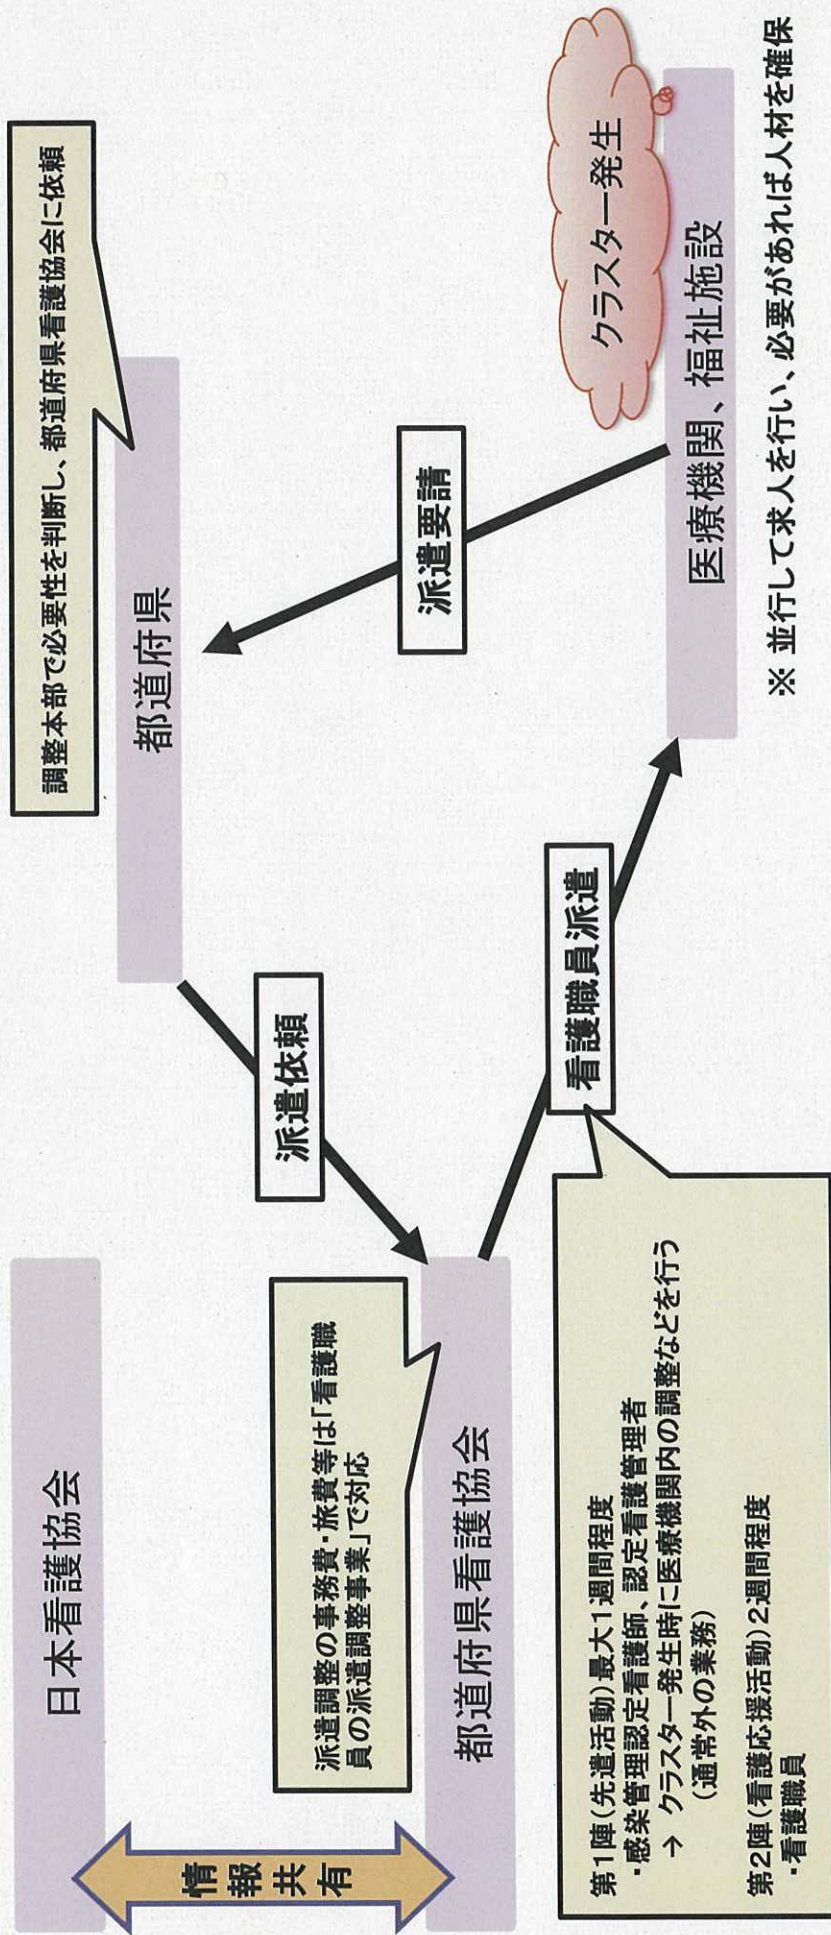 日本看護協会
調整本部で必要性を判断し、都道府県看護協会に依頼
都道府県
情報共有
派遣依頼
派遣要請
派遣調整の事務費・旅費等は「看護職
員の派遣調整事業」で対応
都道府県看護協会
看護職員派遣
クラスター発生
医療機関、福祉施設
第1陣(先遣活動)最大1週間程度
・感染管理認定看護師、認定看護管理者
→ クラスター発生時に医療機関内の調整などを行う
(通常外の業務)
第2陣(看護応援活動)2週間程度
・看護職員
※ 並行して求人を行い、必要があれば人材を確保